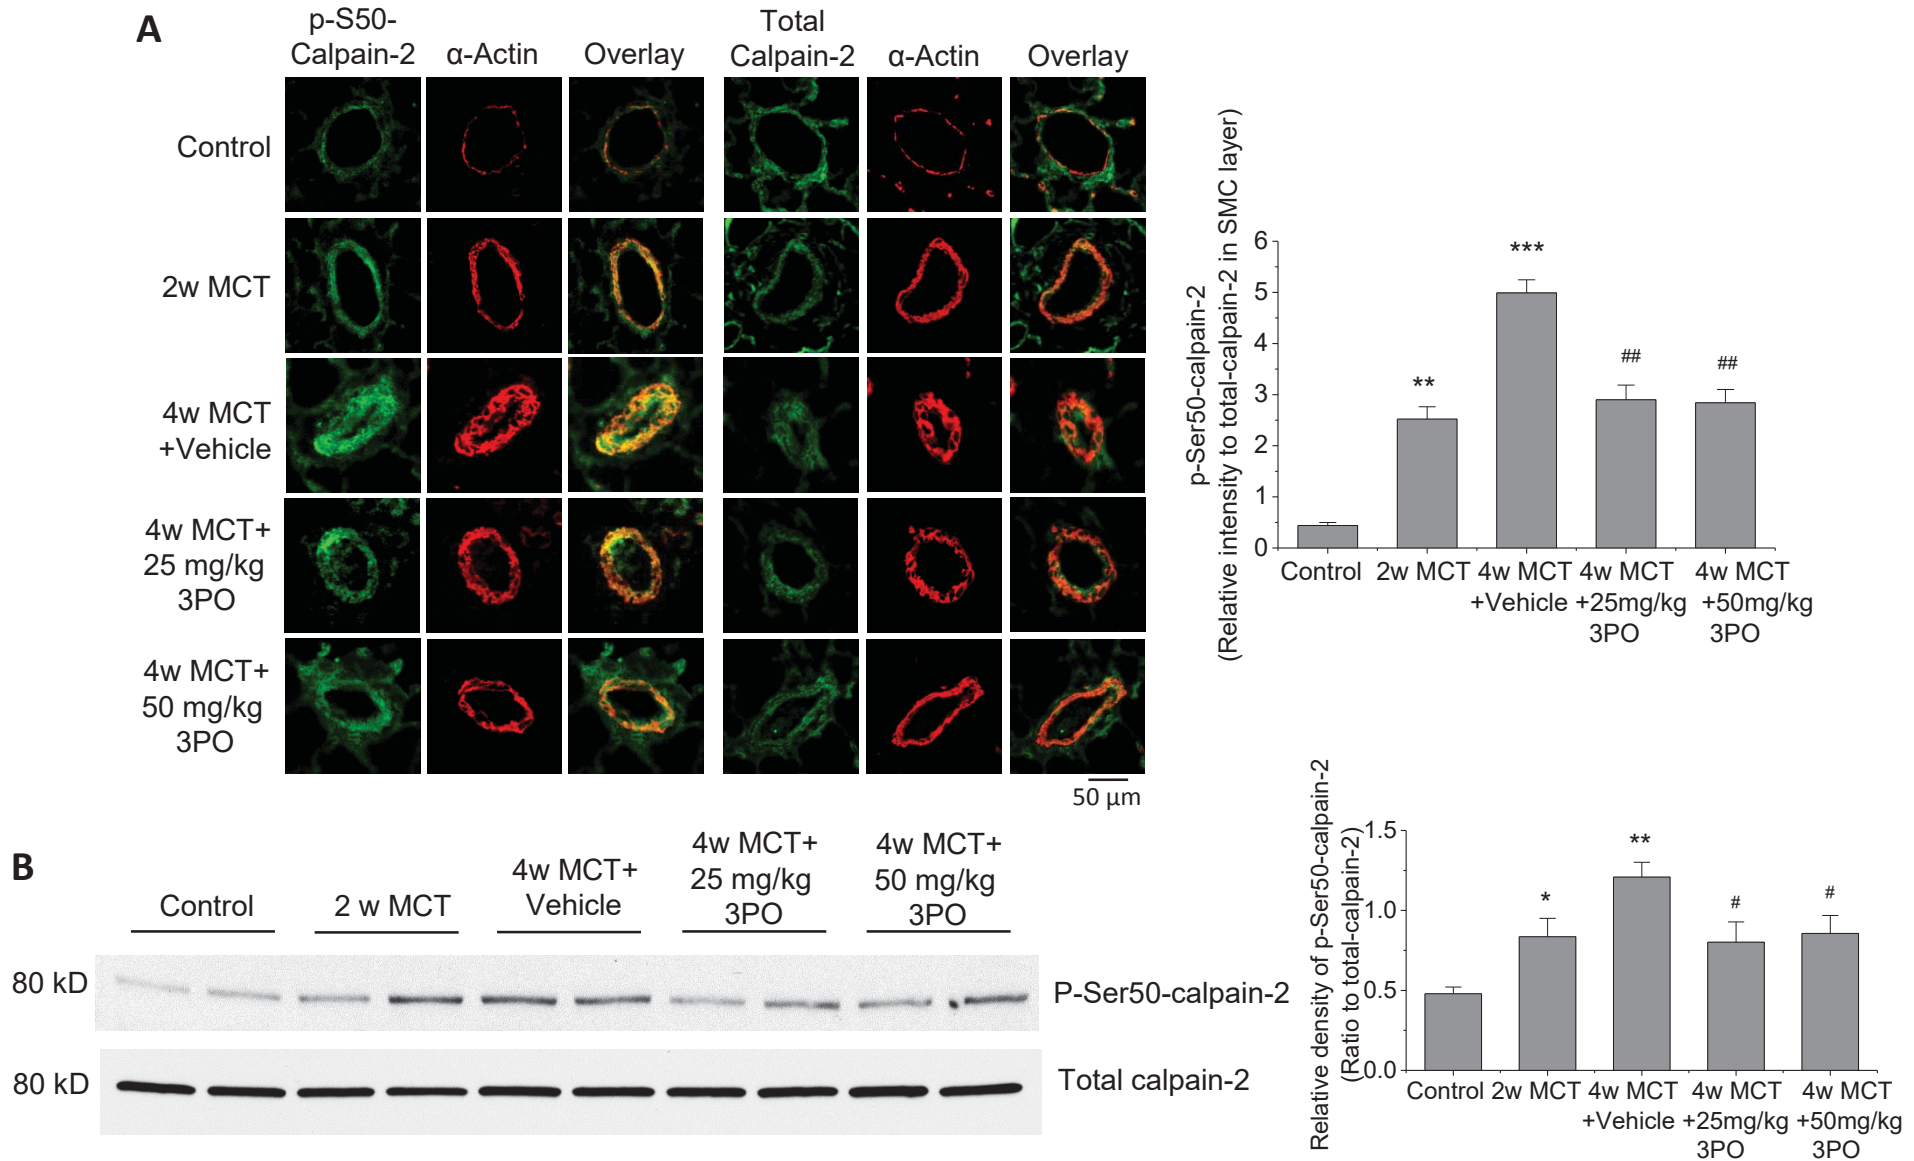 A
p-S50-
Calpain-2
α-Actin
Overlay
Total
Calpain-2
α-Actin
Overlay
Control
2w MCT
4w MCT
+Vehicle
4w MCT+
25 mg/kg
3PO
4w MCT+
50 mg/kg
3PO
50 μm
p-Ser50-calpain-2
(Relative intensity to total-calpain-2 in SMC layer)
6
5
4
3
2
1
0
**
***
##
##
Control
2w MCT
4w MCT
+Vehicle
4w MCT
+25mg/kg
3PO
4w MCT
+50mg/kg
3PO
B
Control
2 w MCT
4w MCT+
Vehicle
4w MCT+
25 mg/kg
3PO
4w MCT+
50 mg/kg
3PO
80 kD
P-Ser50-calpain-2
80 kD
Total calpain-2
Relative density of p-Ser50-calpain-2
(Ratio to total-calpain-2)
1.5
1.0
0.5
0.0
*
**
#
#
Control
2w MCT
4w MCT
+Vehicle
4w MCT
+25mg/kg
3PO
4w MCT
+50mg/kg
3PO